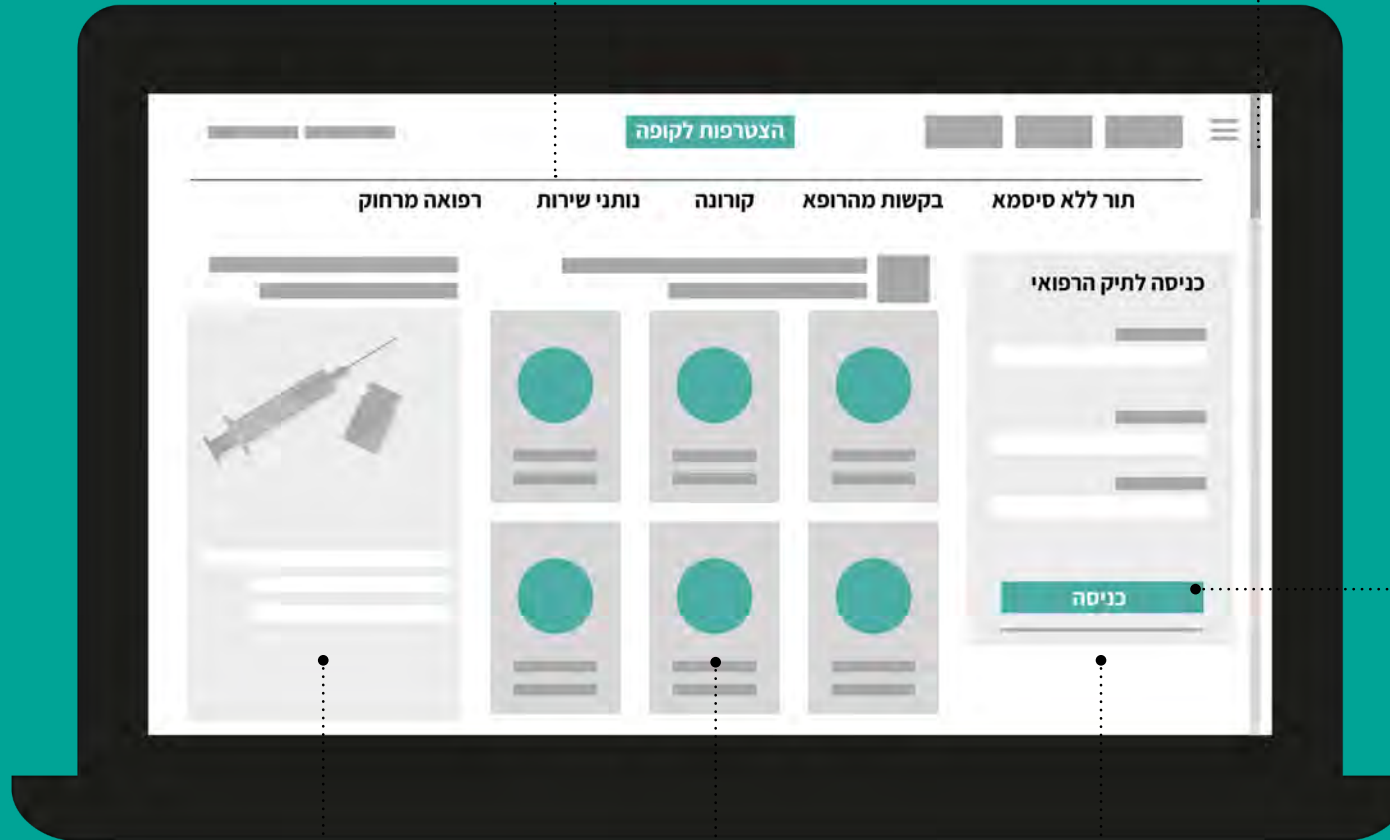 הצטרפות לקופה
תור ללא סיסמא בקשות מהרופא קורונה נותני שירות רפואה מרחוק
כניסה לתיק הרפואי
כניסה